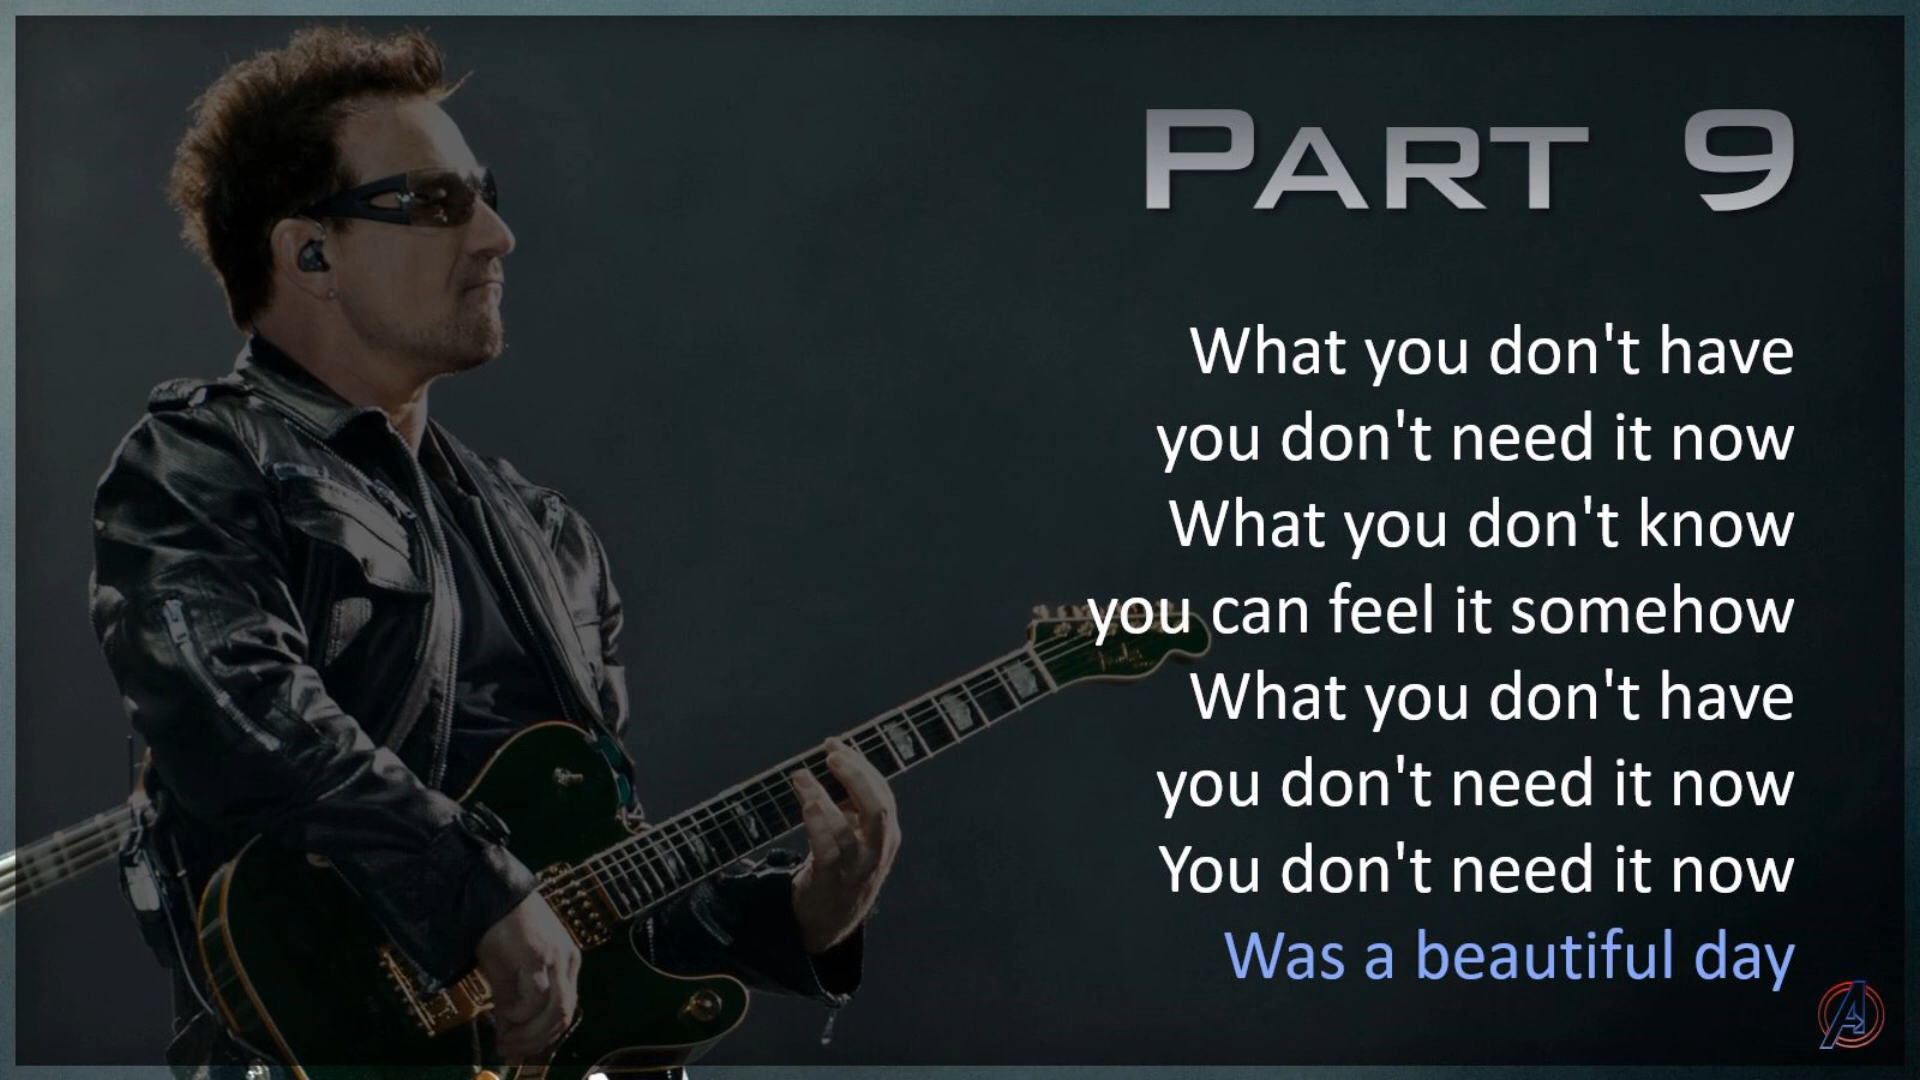 Part 9
What you don't have
you don't need it now
What you don't know
you can feel it somehow
What you don't have
you don't need it now
You don't need it now
Was a beautiful day